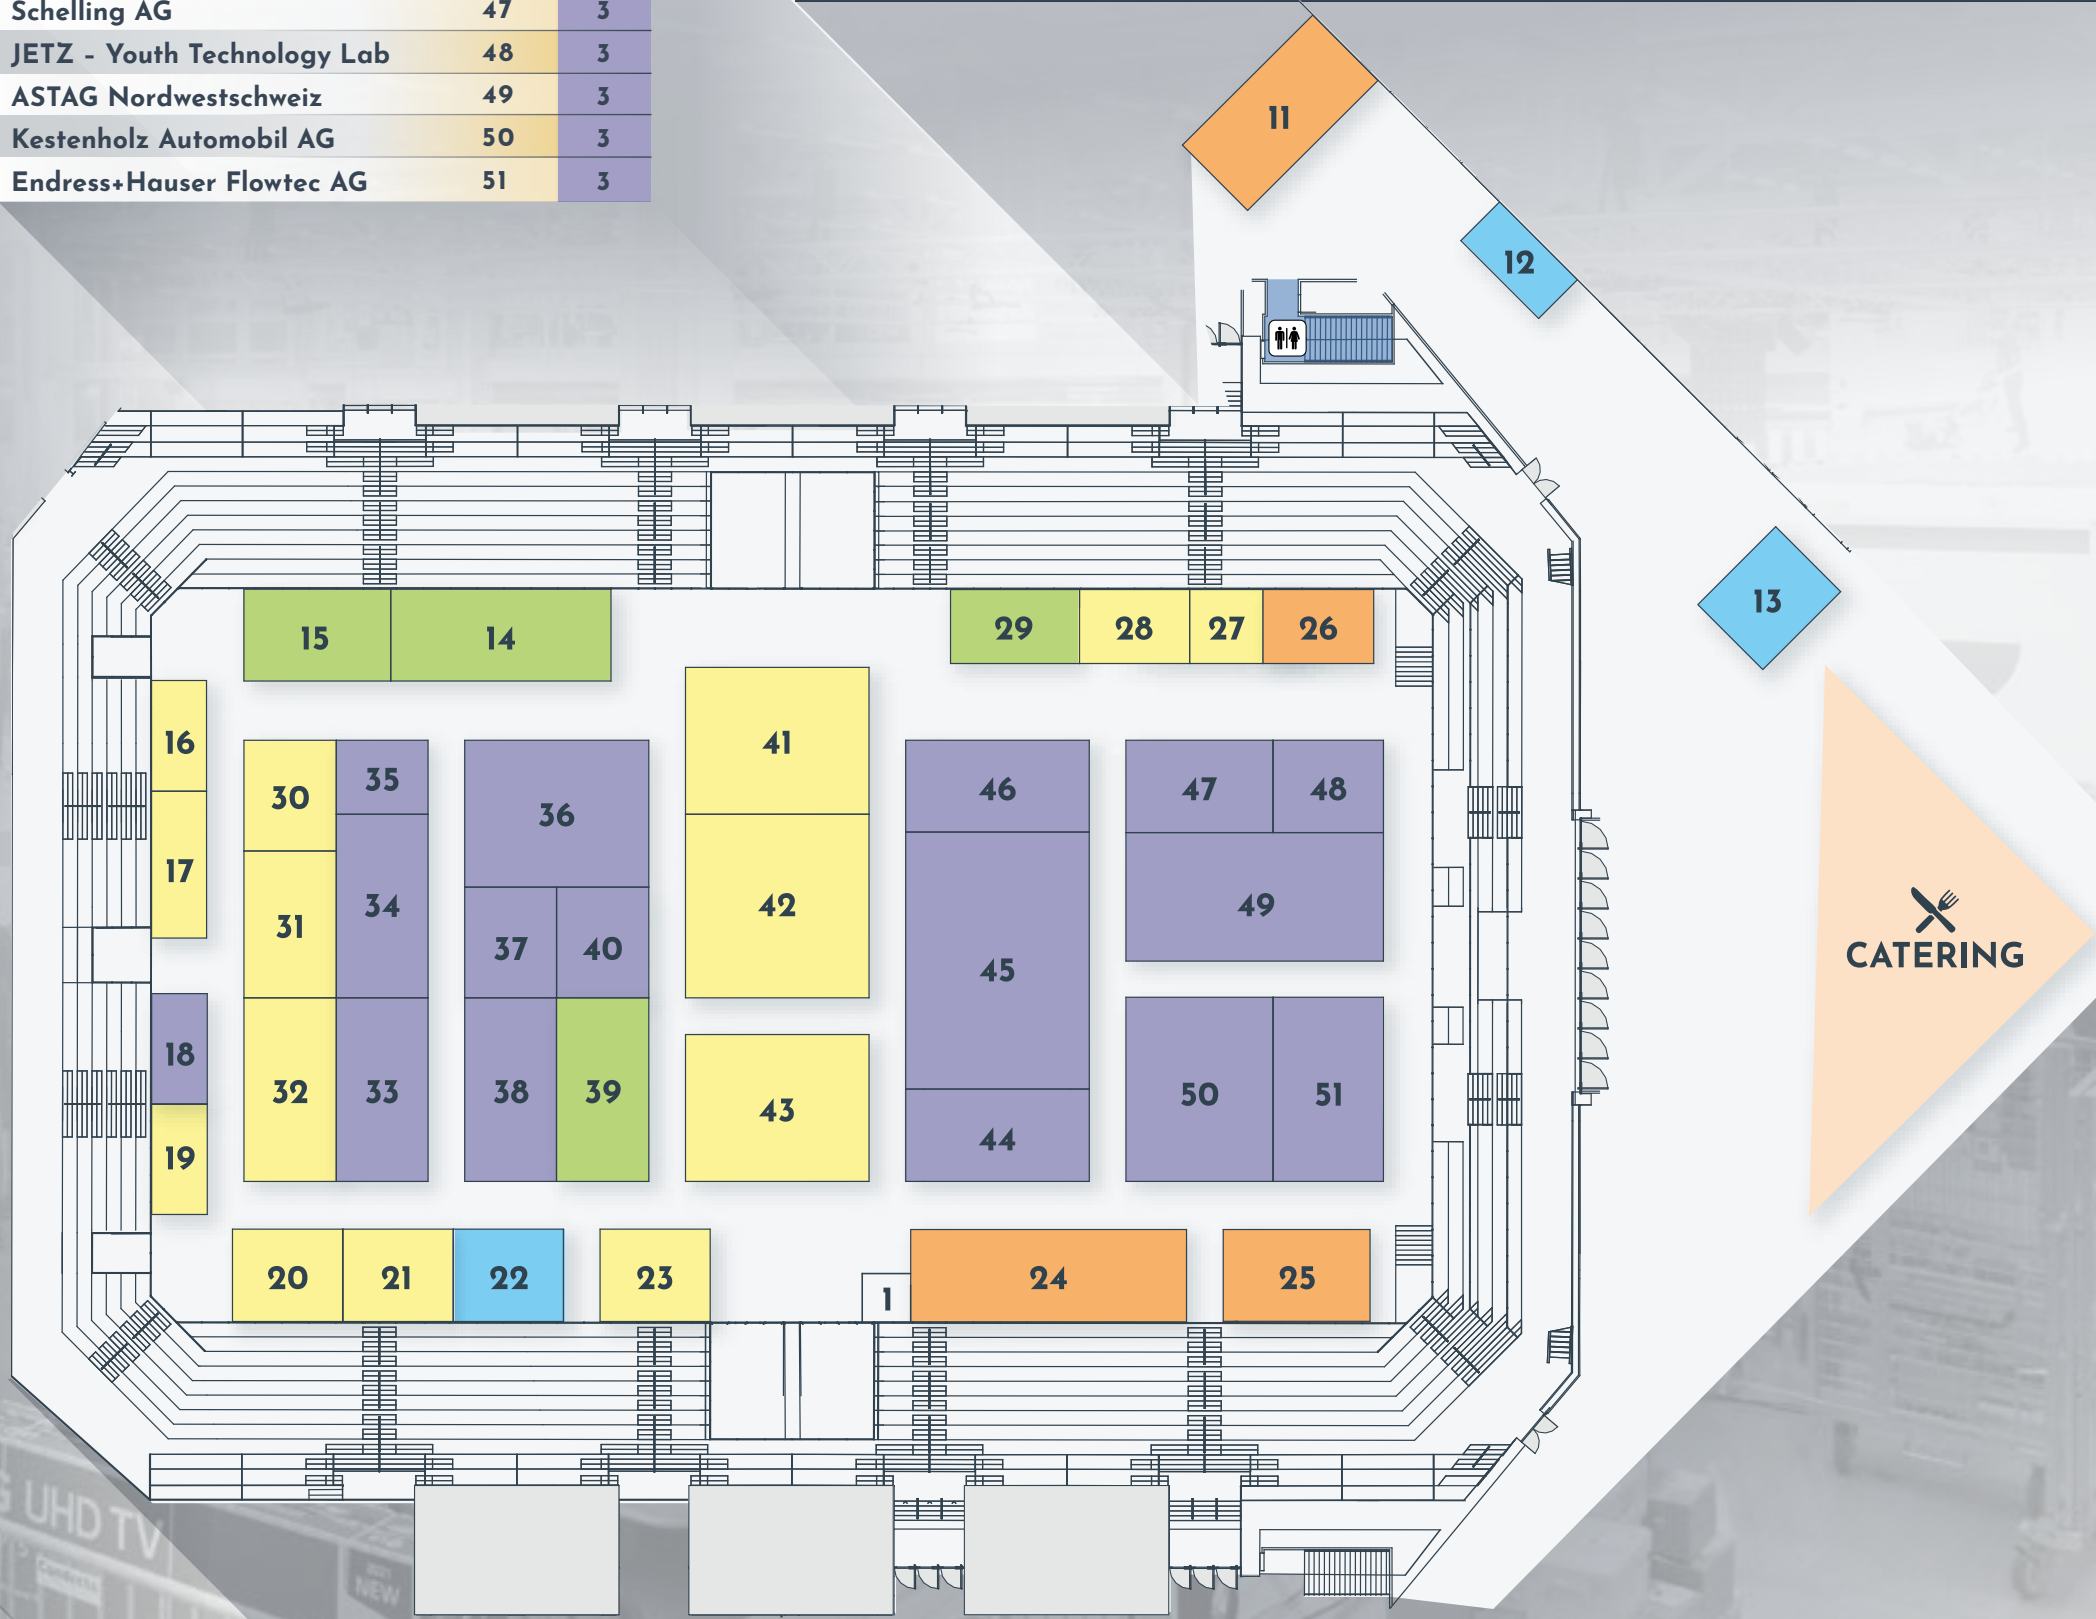 Schelling AG 47 3
JETZ - Youth Technology Lab 48 3
ASTAG Nordwestschweiz 49 3
Kestenholz Automobil AG 50 3
Endress+Hauser Flowtec AG 51 3
11
12
13
15 14
29 28 27 26
16
17
18
19
30 35
31 34
32 33
36
37 40
38 39
41
42
43
46
45
44
47 48
49
50 51
CATERING
20 21 22 23
1 24 25
UHD TV
NEW